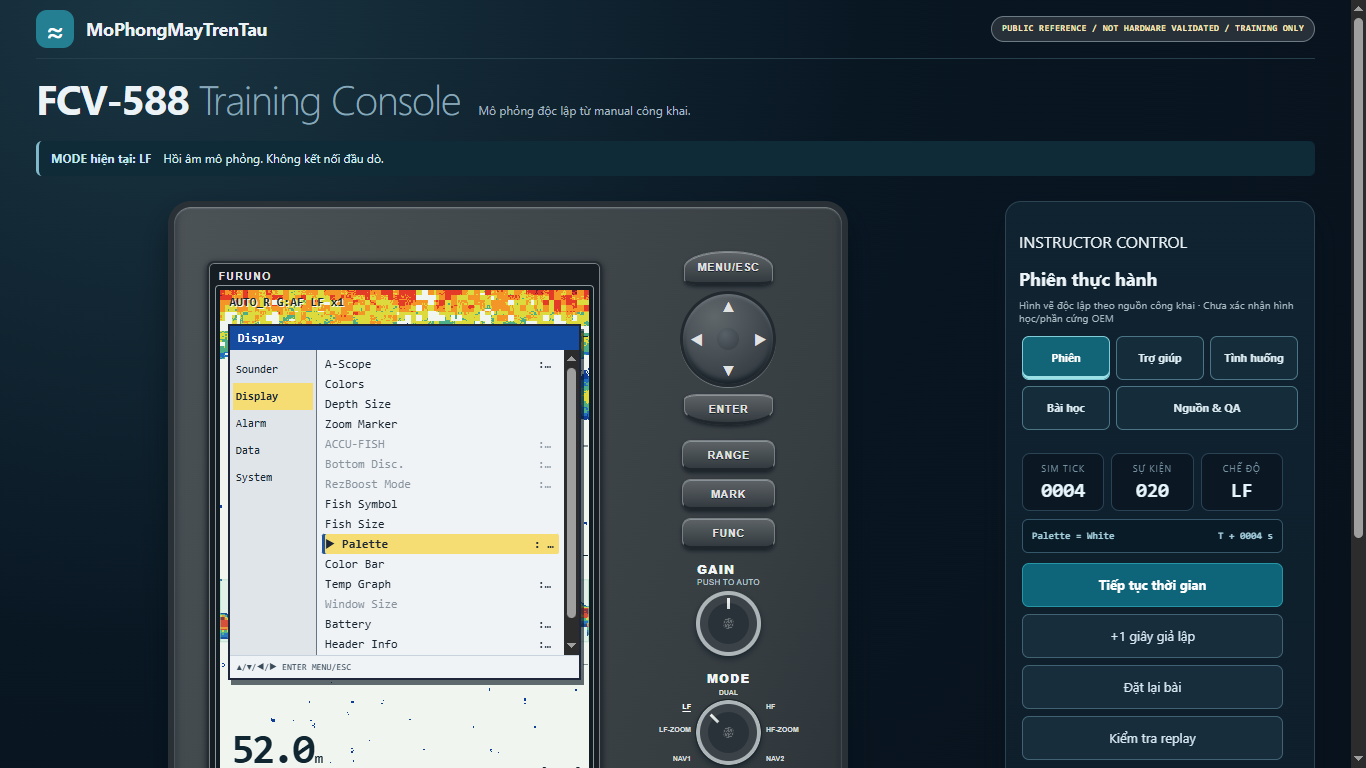 ≈ MoPhongMayTrenTau
PUBLIC REFERENCE / NOT HARDWARE VALIDATED / TRAINING ONLY
FCV-588 Training Console Mô phỏng độc lập từ manual công khai.
MODE hiện tại: LF Hồi âm mô phỏng. Không kết nối đầu dò.
FURUNO
AUTO_R G:AF LF x1
Display
Sounder
Display
Alarm
Data
System
A-Scope :…
Colors
Depth Size
Zoom Marker
ACCU-FISH :…
Bottom Disc. :…
RezBoost Mode :…
Fish Symbol
Fish Size
▶ Palette : …
Color Bar
Temp Graph :…
Window Size
Battery :…
Header Info :…
▲/▼/◀/▶ ENTER MENU/ESC
52.0m
MENU/ESC
ENTER
RANGE
MARK
FUNC
GAIN
PUSH TO AUTO
MODE
DUAL
LF HF
LF-ZOOM HF-ZOOM
NAV1 NAV2
INSTRUCTOR CONTROL
Phiên thực hành
Hình vẽ độc lập theo nguồn công khai · Chưa xác nhận hình
học/phần cứng OEM
Phiên Trợ giúp Tình huống
Bài học Nguồn & QA
SIM TICK SỰ KIỆN CHẾ ĐỘ
0004 020 LF
Palette = White T + 0004 s
Tiếp tục thời gian
+1 giây giả lập
Đặt lại bài
Kiểm tra replay